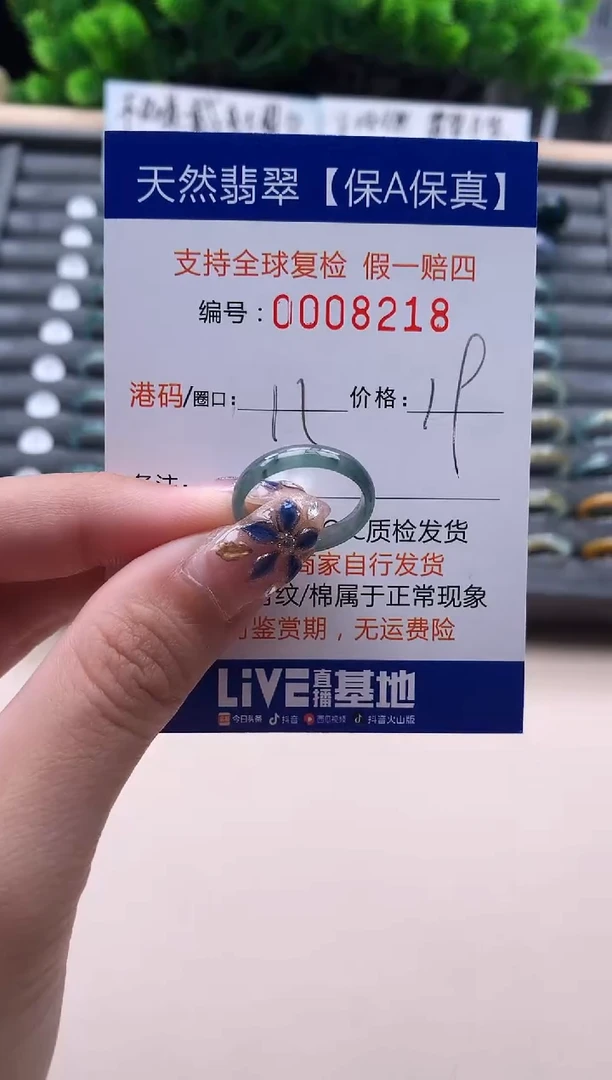 天然翡翠【保A保真】
支持全球复检 假一赔四
编号：0008218
港码/圈口：11 价格：
备注：
C质检发货
商家自行发货
纹/棉属于正常现象
鉴赏期，无运费险
LiVE直播基地
今日头条 抖音 西瓜视频 抖音火山版